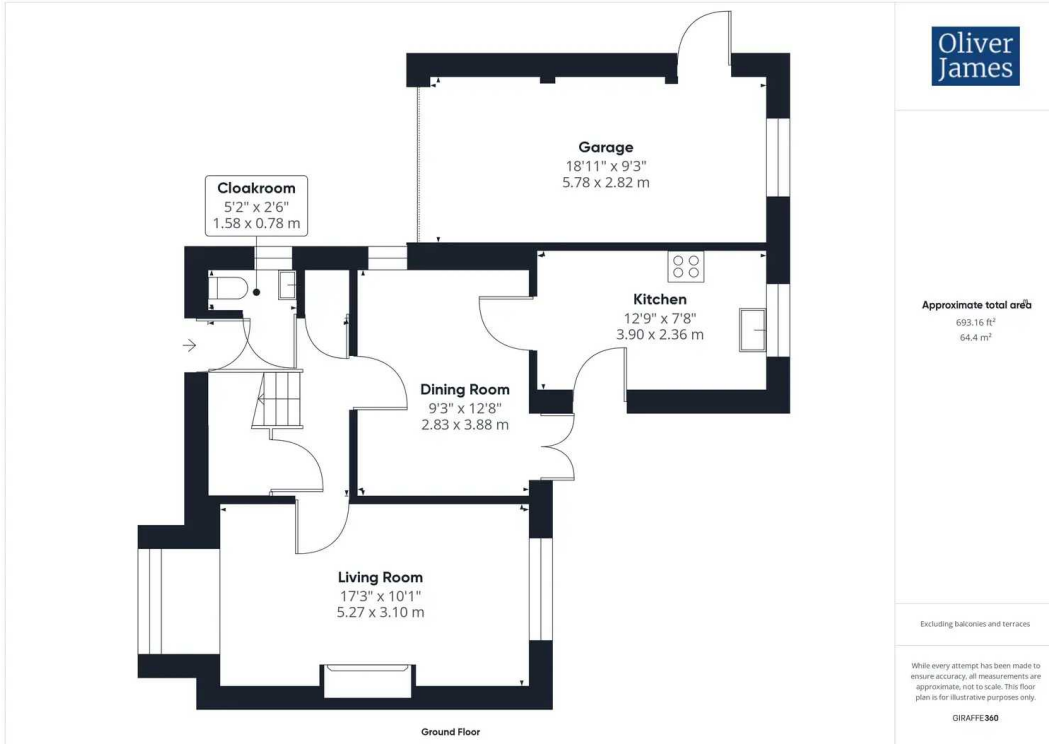 Oliver
James
Garage
18'11" x 9'3"
5.78 x 2.82 m
Cloakroom
5'2" x 2'6"
1.58 x 0.78 m
Kitchen
12'9" x 7'8"
3.90 x 2.36 m
Dining Room
9'3" x 12'8"
2.83 x 3.88 m
Living Room
17'3" x 10'1"
5.27 x 3.10 m
Ground Floor
Approximate total area
693.16 ft²
64.4 m²
Excluding balconies and terraces
While every attempt has been made to
ensure accuracy, all measurements are
approximate, not to scale. This floor
plan is for illustrative purposes only.
GIRAFFE360